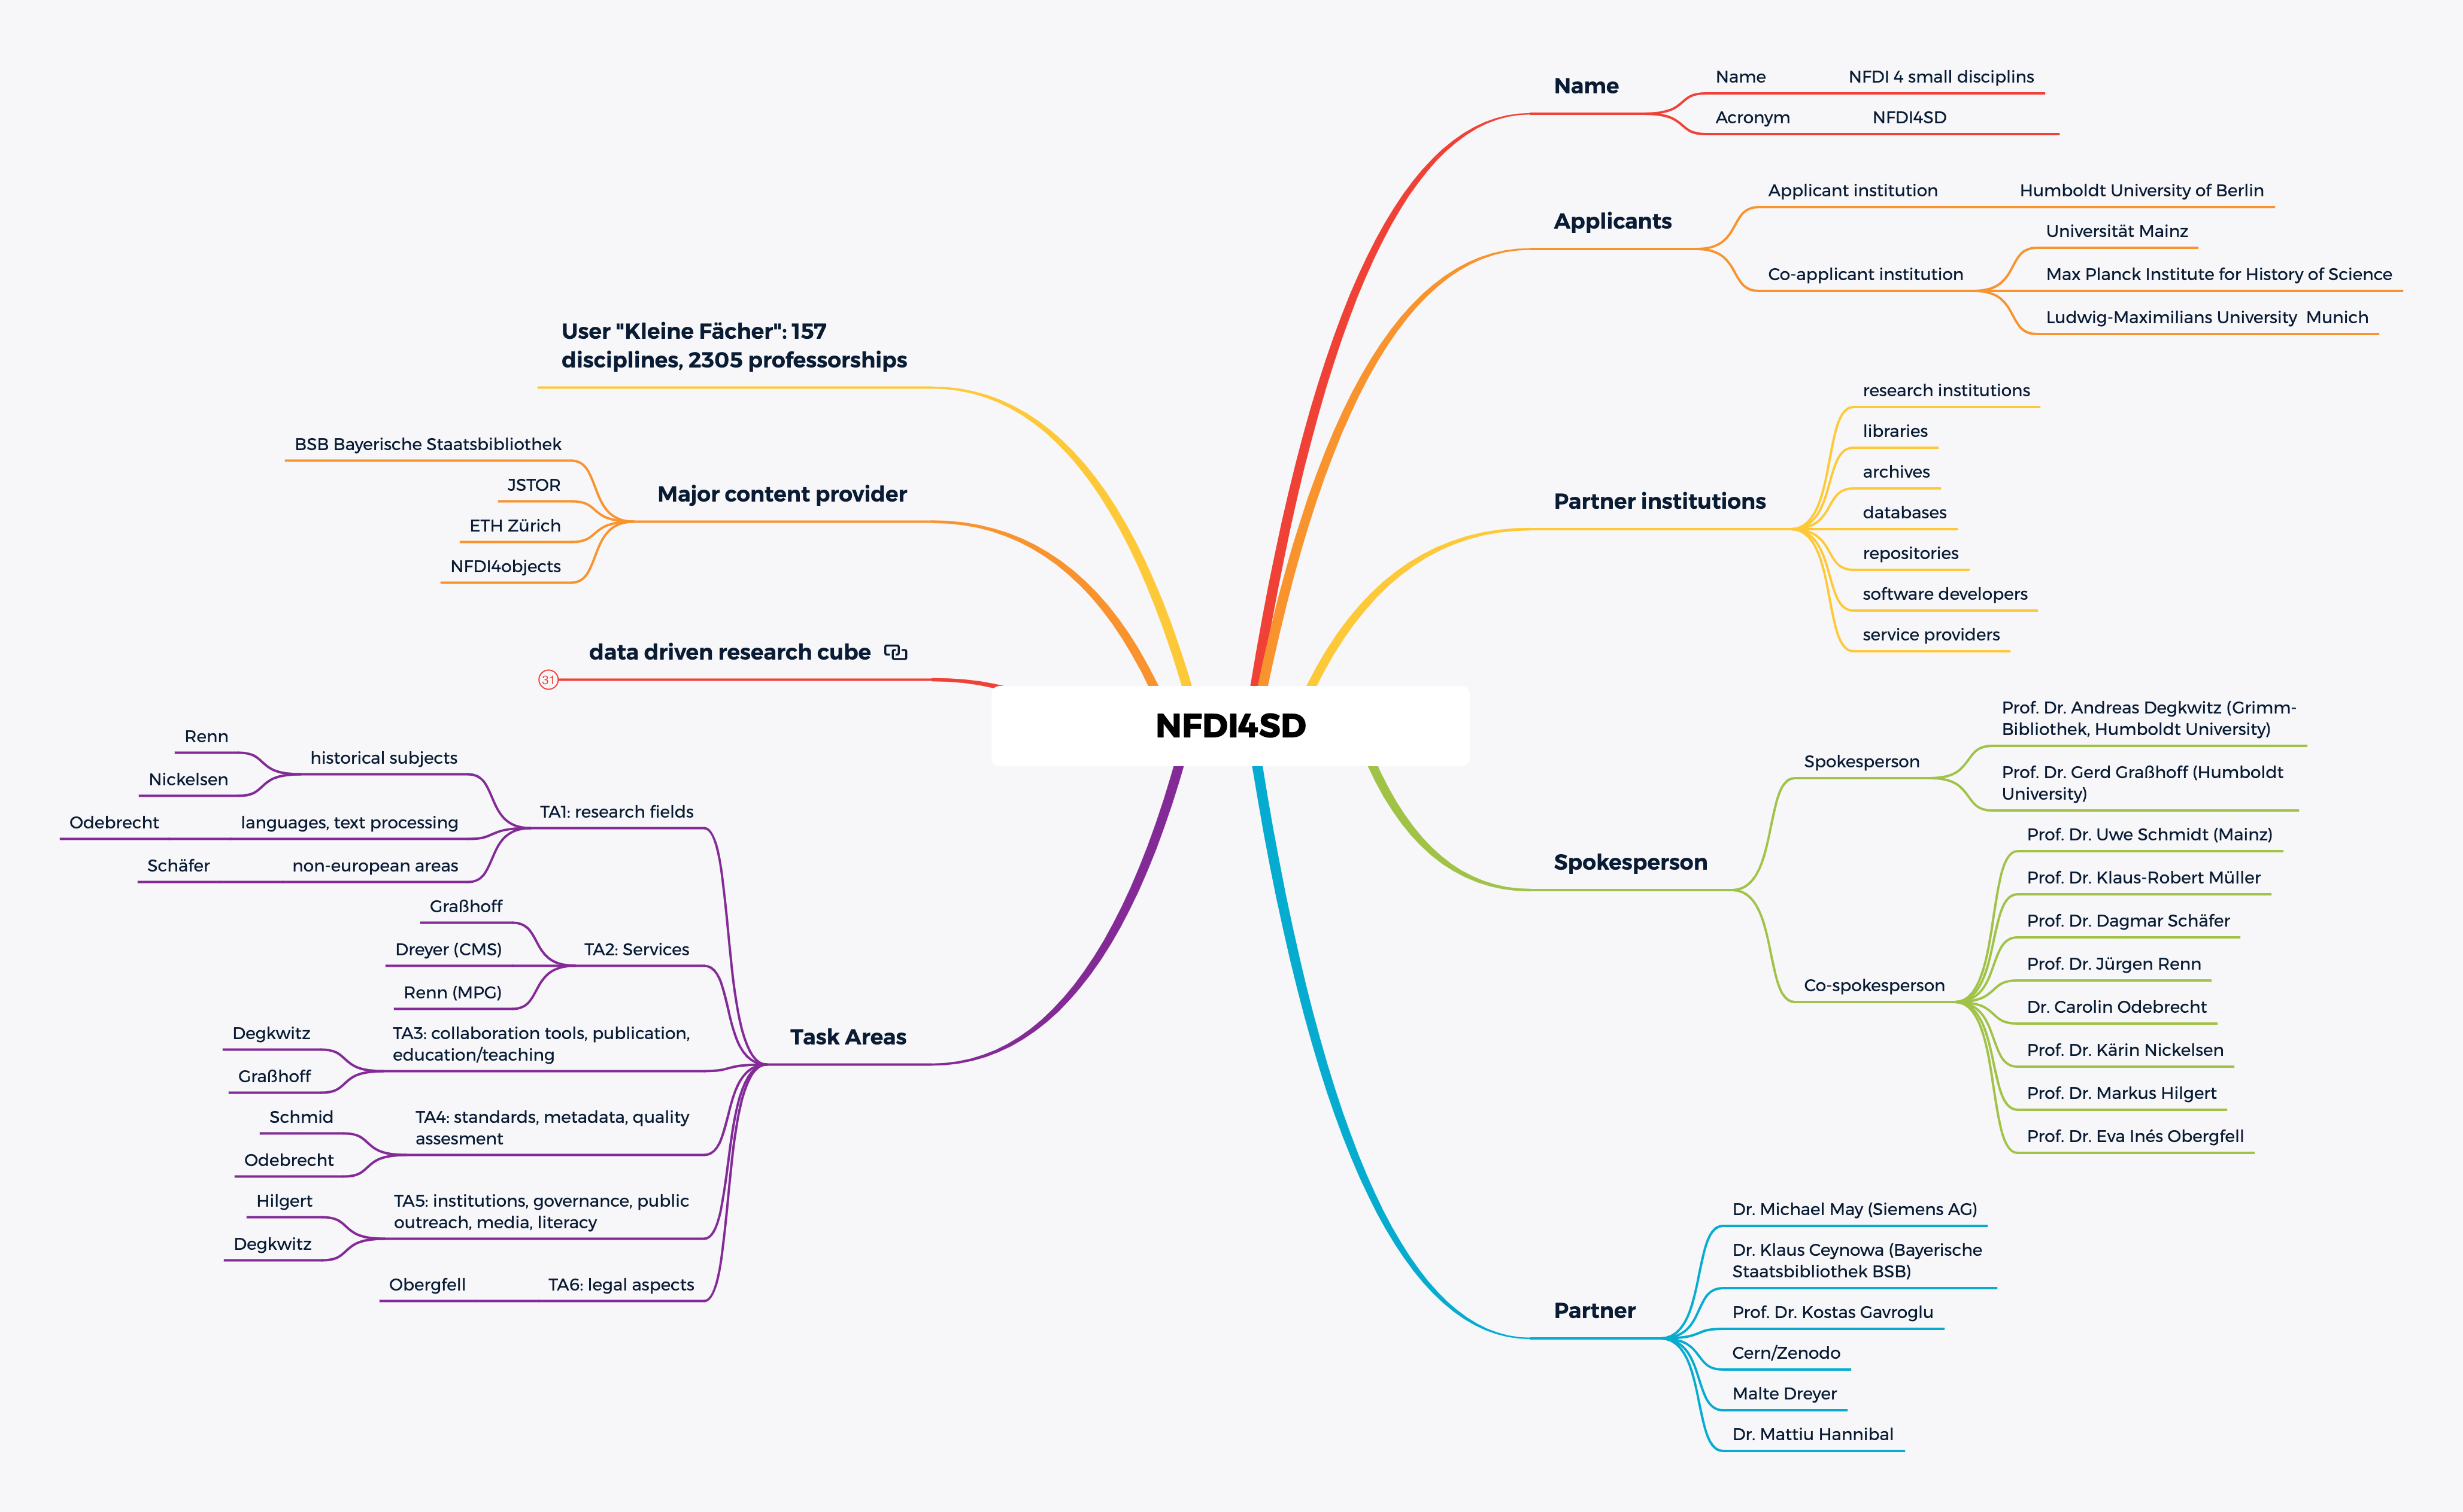 NFDI4SD
Name
Name NFDI 4 small disciplins
Acronym NFDI4SD
Applicants
Applicant institution Humboldt University of Berlin
Co-applicant institution
Universität Mainz
Max Planck Institute for History of Science
Ludwig-Maximilians University Munich
Partner institutions
research institutions
libraries
archives
databases
repositories
software developers
service providers
Spokesperson
Spokesperson
Prof. Dr. Andreas Degkwitz (Grimm-
Bibliothek, Humboldt University)
Prof. Dr. Gerd Graßhoff (Humboldt
University)
Co-spokesperson
Prof. Dr. Uwe Schmidt (Mainz)
Prof. Dr. Klaus-Robert Müller
Prof. Dr. Dagmar Schäfer
Prof. Dr. Jürgen Renn
Dr. Carolin Odebrecht
Prof. Dr. Kärin Nickelsen
Prof. Dr. Markus Hilgert
Prof. Dr. Eva Inés Obergfell
Partner
Dr. Michael May (Siemens AG)
Dr. Klaus Ceynowa (Bayerische
Staatsbibliothek BSB)
Prof. Dr. Kostas Gavroglu
Cern/Zenodo
Malte Dreyer
Dr. Mattiu Hannibal
User "Kleine Fächer": 157
disciplines, 2305 professorships
Major content provider
BSB Bayerische Staatsbibliothek
JSTOR
ETH Zürich
NFDI4objects
data driven research cube
31
Task Areas
TA1: research fields
historical subjects
Renn
Nickelsen
languages, text processing
Odebrecht
non-european areas
Schäfer
TA2: Services
Graßhoff
Dreyer (CMS)
Renn (MPG)
TA3: collaboration tools, publication,
education/teaching
Degkwitz
Graßhoff
TA4: standards, metadata, quality
assesment
Schmid
Odebrecht
TA5: institutions, governance, public
outreach, media, literacy
Hilgert
Degkwitz
TA6: legal aspects
Obergfell